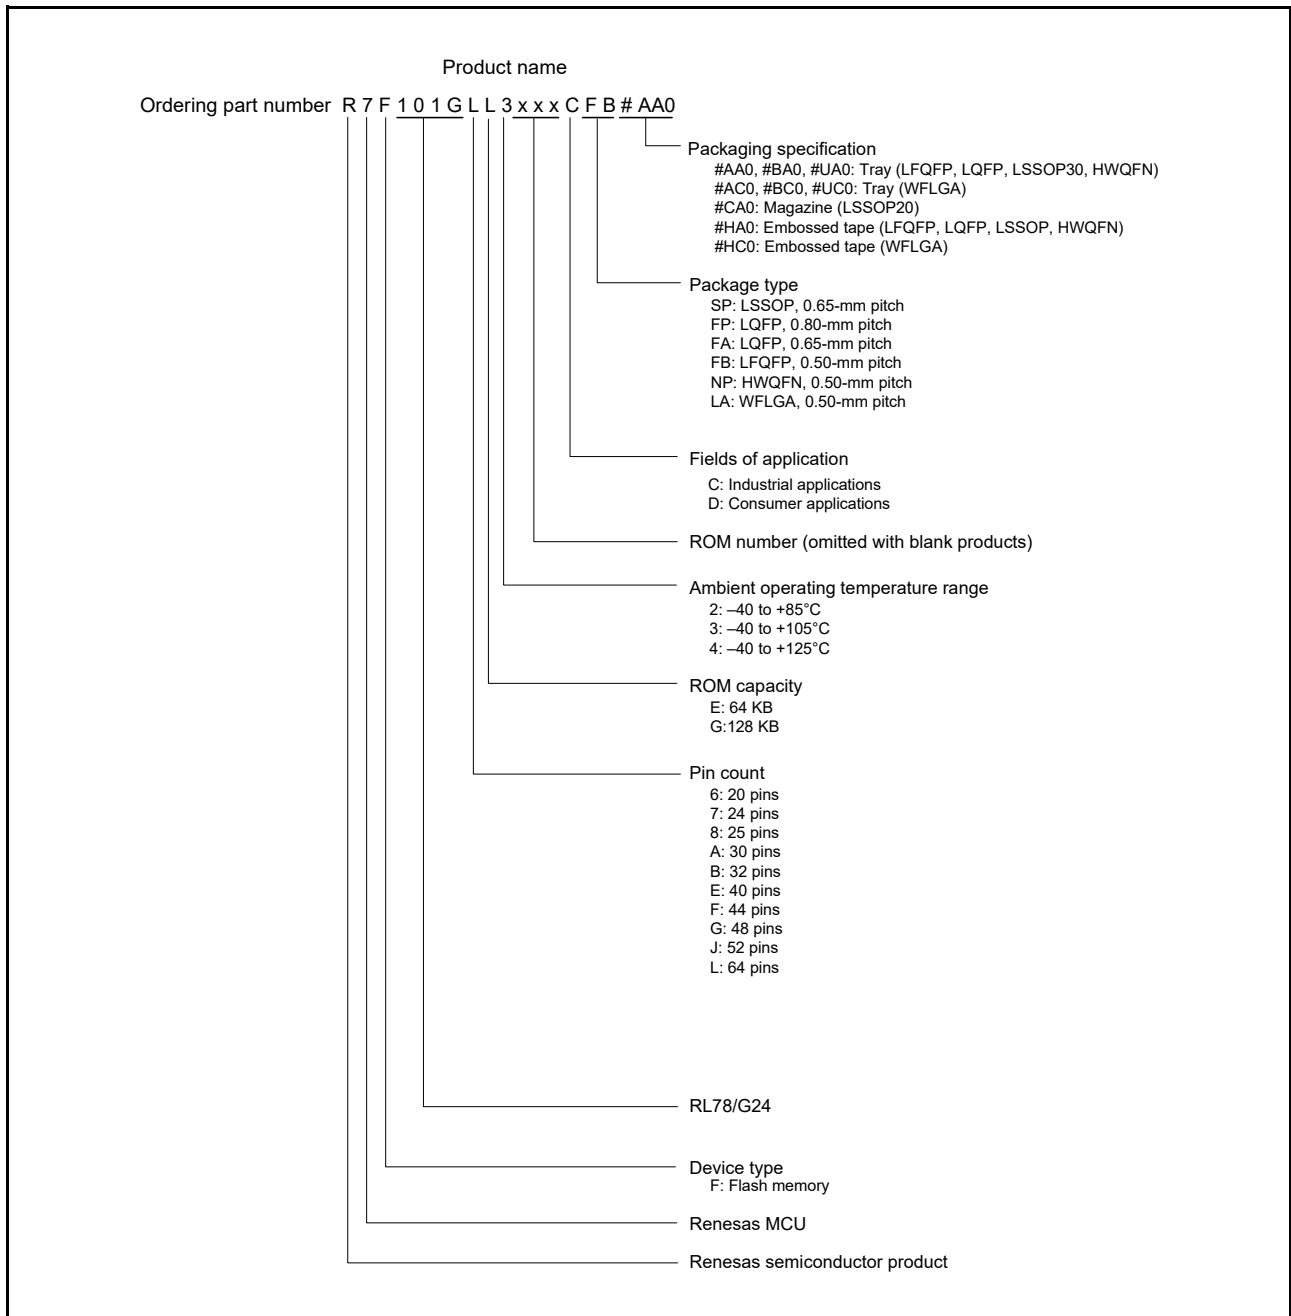 Product name
Ordering part number R 7 F 1 0 1 G L L 3 x x x C F B # AA0
Packaging specification
#AA0, #BA0, #UA0: Tray (LFQFP, LQFP, LSSOP30, HWQFN)
#AC0, #BC0, #UC0: Tray (WFLGA)
#CA0: Magazine (LSSOP20)
#HA0: Embossed tape (LFQFP, LQFP, LSSOP, HWQFN)
#HC0: Embossed tape (WFLGA)
Package type
SP: LSSOP, 0.65-mm pitch
FP: LQFP, 0.80-mm pitch
FA: LQFP, 0.65-mm pitch
FB: LFQFP, 0.50-mm pitch
NP: HWQFN, 0.50-mm pitch
LA: WFLGA, 0.50-mm pitch
Fields of application
C: Industrial applications
D: Consumer applications
ROM number (omitted with blank products)
Ambient operating temperature range
2: –40 to +85°C
3: –40 to +105°C
4: –40 to +125°C
ROM capacity
E: 64 KB
G:128 KB
Pin count
6: 20 pins
7: 24 pins
8: 25 pins
A: 30 pins
B: 32 pins
E: 40 pins
F: 44 pins
G: 48 pins
J: 52 pins
L: 64 pins
RL78/G24
Device type
F: Flash memory
Renesas MCU
Renesas semiconductor product